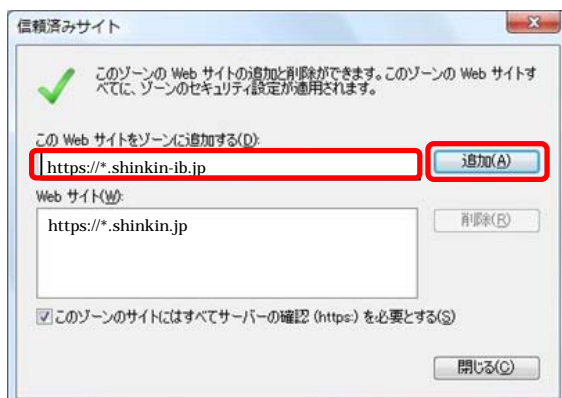 信頼済みサイト
このゾーンの Web サイトの追加と削除ができます。このゾーンの Web サイトす
べてに、ゾーンのセキュリティ設定が適用されます。
この Web サイトをゾーンに追加する(D):
https://*.shinkin-ib.jp
追加(A)
Web サイト(W):
https://*.shinkin.jp
削除(R)
このゾーンのサイトにはすべてサーバーの確認 (https:) を必要とする(S)
閉じる(C)